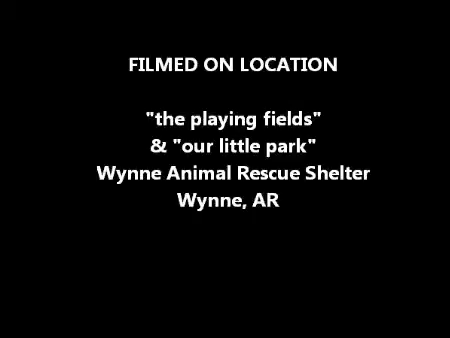 FILMED ON LOCATION
"the playing fields"
& "our little park"
Wynne Animal Rescue Shelter
Wynne, AR